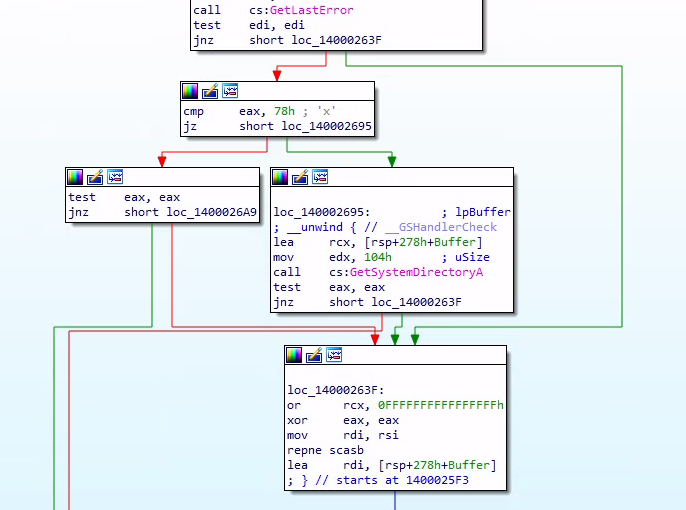 call    cs:GetLastError
test    edi, edi
jnz     short loc_14000263F
cmp     eax, 78h ; 'x'
jz      short loc_140002695
test    eax, eax
jnz     short loc_1400026A9
loc_140002695:          ; lpBuffer
; __unwind { // __GSHandlerCheck
lea     rcx, [rsp+278h+Buffer]
mov     edx, 104h       ; uSize
call    cs:GetSystemDirectoryA
test    eax, eax
jnz     short loc_14000263F
loc_14000263F:
or      rcx, 0FFFFFFFFFFFFFFFFh
xor     eax, eax
mov     rdi, rsi
repne scasb
lea     rdi, [rsp+278h+Buffer]
; } // starts at 1400025F3